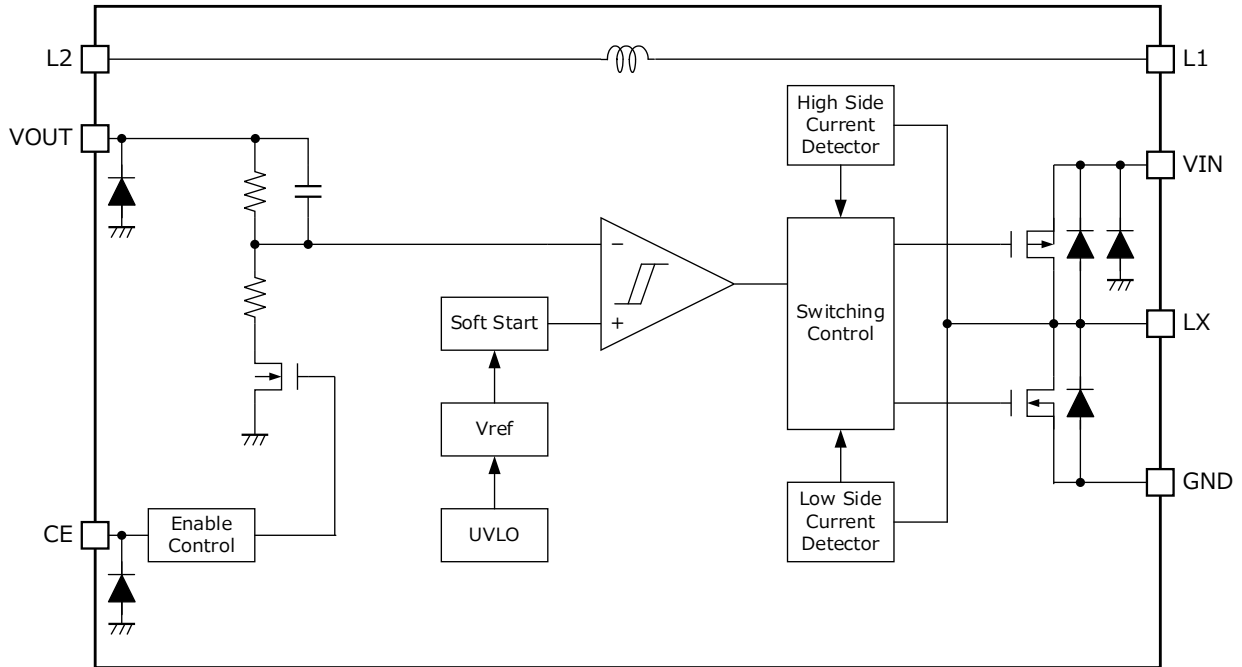 L2
L1
VOUT
High Side
Current
Detector
VIN
−
Soft Start
+
Switching
Control
LX
Vref
GND
CE
Enable
Control
UVLO
Low Side
Current
Detector